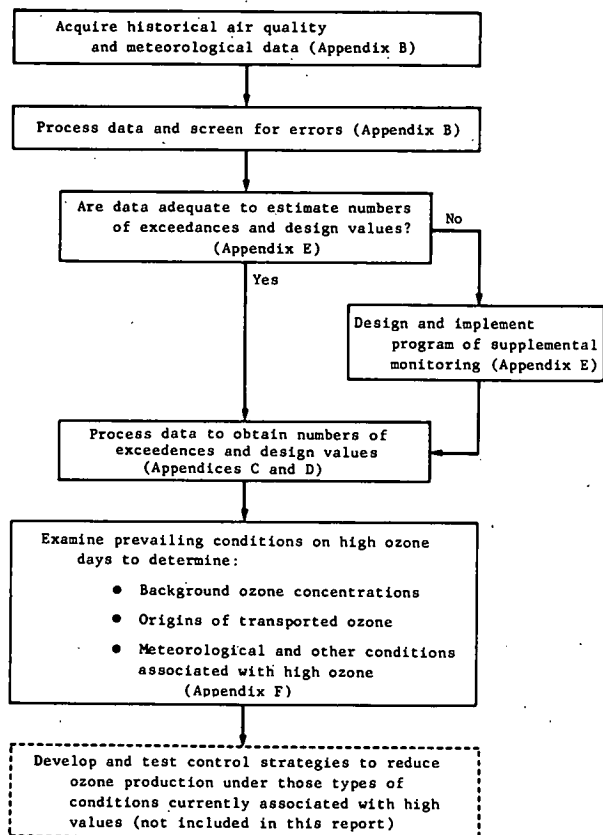 Acquire historical air quality
and meteorological data (Appendix B)
Process data and screen for errors (Appendix B)
Are data adequate to estimate numbers
of exceedances and design values?
(Appendix E)
No
Yes
Design and implement
program of supplemental
monitoring (Appendix E)
Process data to obtain numbers of
exceedences and design values
(Appendices C and D)
Examine prevailing conditions on high ozone
days to determine:
● Background ozone concentrations
● Origins of transported ozone
● Meteorological and other conditions
associated with high ozone
(Appendix F)
Develop and test control strategies to reduce
ozone production under those types of
conditions currently associated with high
values (not included in this report)